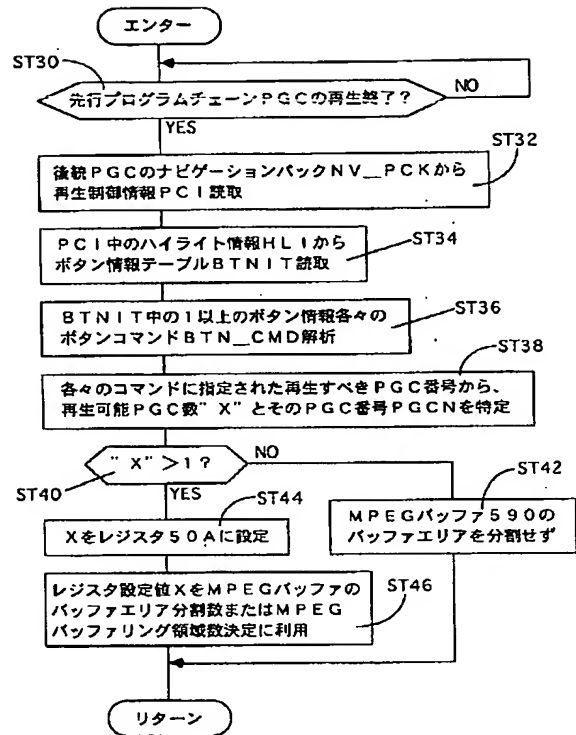 エンター
ST30
先行プログラムチェーンPGCの再生終了?
NO
YES
ST32
後続PGCのナビゲーションパックNV__PCKから
再生制御情報PCI読取
ST34
PCI中のハイライト情報HLIから
ボタン情報テーブルBTNIT読取
ST36
BTNIT中の1以上のボタン情報各々の
ボタンコマンドBTN__CMD解析
ST38
各々のコマンドに指定された再生すべきPGC番号から、
再生可能PGC数"X"とそのPGC番号PGCNを特定
"X">1?
NO
ST40
YES
ST42
ST44
MPEGバッファ590の
バッファエリアを分割せず
Xをレジスタ50Aに設定
レジスタ設定値XをMPEGバッファの
バッファエリア分割数またはMPEG
バッファリング領域数決定に利用
ST46
リターン